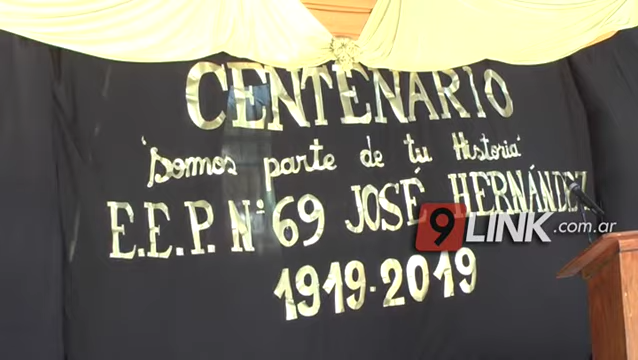 CENTENARIO
"Somos parte de tu Historia"
E.E.P. N° 69 JOSÉ HERNÁNDEZ
9 LINK.com.ar
1919-2019